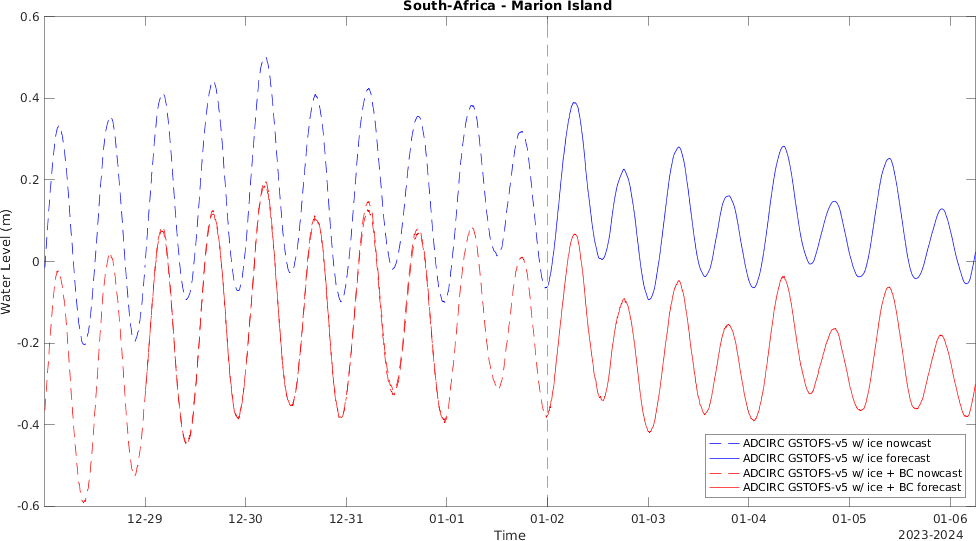 South-Africa - Marion Island
0.6
0.4
0.2
0
-0.2
-0.4
-0.6
Water Level (m)
ADCIRC GSTOFS-v5 w/ ice nowcast
ADCIRC GSTOFS-v5 w/ ice forecast
ADCIRC GSTOFS-v5 w/ ice + BC nowcast
ADCIRC GSTOFS-v5 w/ ice + BC forecast
12-29 12-30 12-31 01-01 01-02 01-03 01-04 01-05 01-06
Time
2023-2024